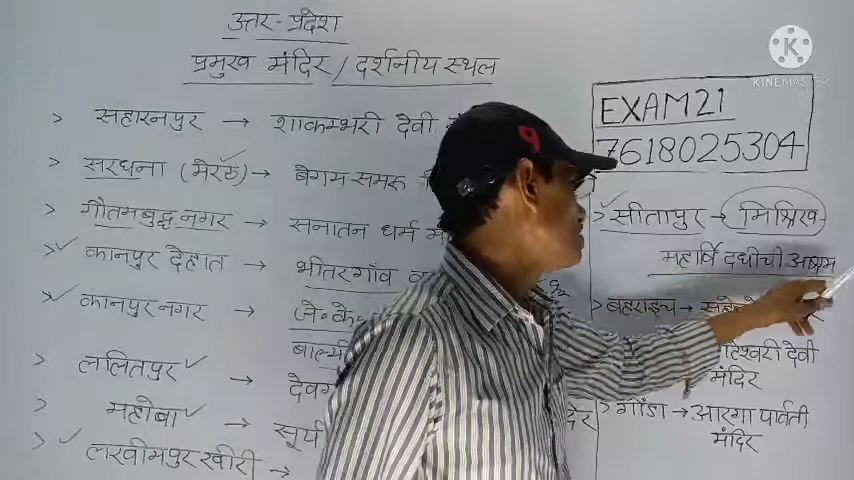 उत्तर-प्रदेश
प्रमुख मंदिर / दर्शनीय स्थल
> सहारनपुर → शाकम्भरी देवी
> सरधना (मेरठ) → बेगम समरू
> गौतमबुद्ध नगर → सनातन धर्म
> कानपुर देहात → भीतरगाँव
> कानपुर नगर → (जे॰ के॰
> ललितपुर →
> महोबा → सूर्य
> लखीमपुर खीरी →
EXAM21
7618025304
> सीतापुर → मिश्रिख
महर्षि दधीची आश्रम
> बहराइच →
देवी
मंदिर
> गोंडा → आरगा पार्वती
मंदिर
KINEMASTER
9